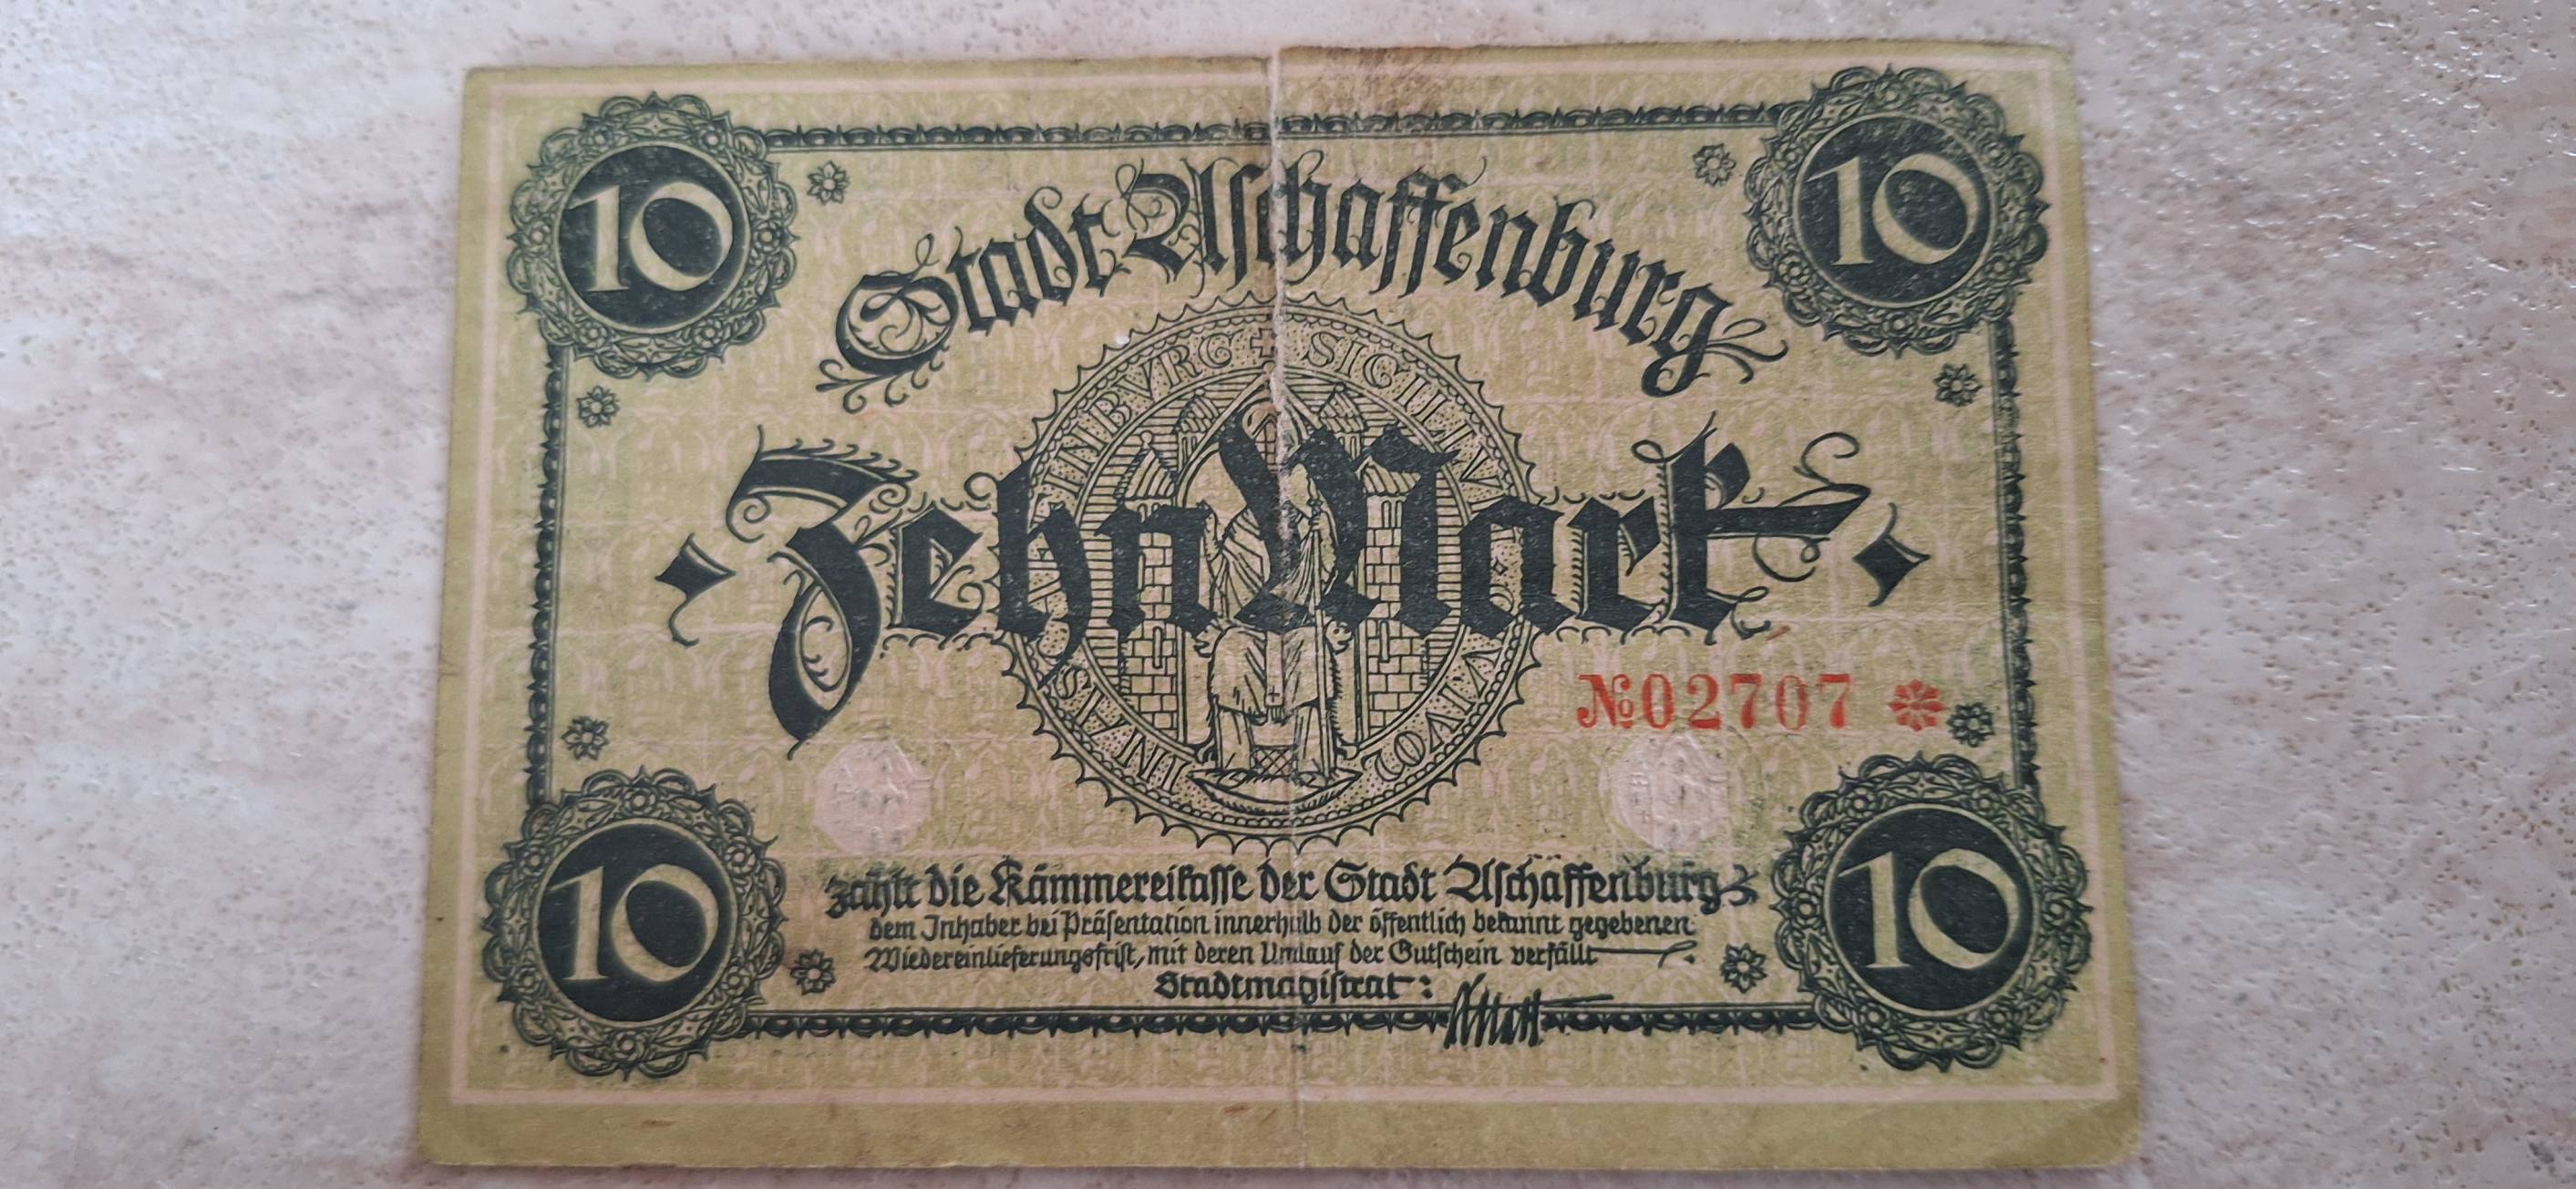 10
10
Stadt Aschaffenburg
SIGILLVM
Zehn Mark
№02707
zahlt die Kämmereikasse der Stadt Aschaffenburg
dem Inhaber bei Präsentation innerhalb der öffentlich bekannt gegebenen
Wiedereinlieferungsfrist, mit deren Umlauf der Gutschein verfällt
Stadtmagistrat:
10
10